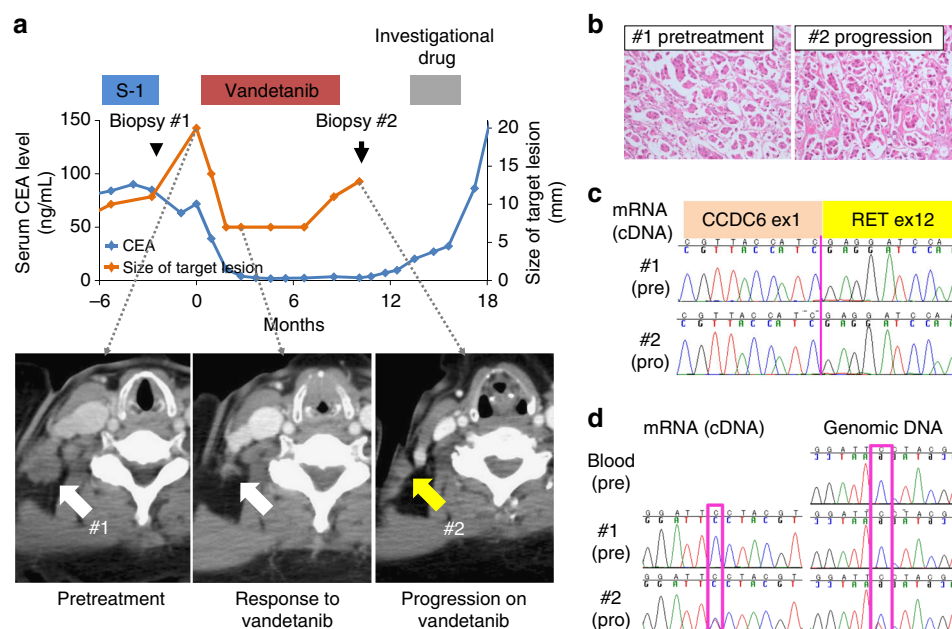 a
Investigational
drug
S-1
Vandetanib
150
100
50
0
Serum CEA level
(ng/mL)
Biopsy #1
Biopsy #2
20
15
10
5
0
Size of target lesion
(mm)
CEA
Size of target lesion
−6
0
6
12
18
Months
#1
#2
Pretreatment
Response to
vandetanib
Progression on
vandetanib
b
#1 pretreatment
#2 progression
c
mRNA
(cDNA)
CCDC6 ex1
RET ex12
C G T T A C C A T C G A G G A T C C A
C G T T A C C A T C G A G G A T C C A
#1
(pre)
C G T T A C C A T C G A G G A T C C A
C G T T A C C A T C G A G G A T C C A
#2
(pro)
d
mRNA (cDNA)
Genomic DNA
Blood
(pre)
G G A T T C C T A C G
#1
(pre)
G G A T T C C T A C G T
G G A T T C C T A C G T
#2
(pro)
G G A T T C C T A C G T
G G A T T C C T A C G T